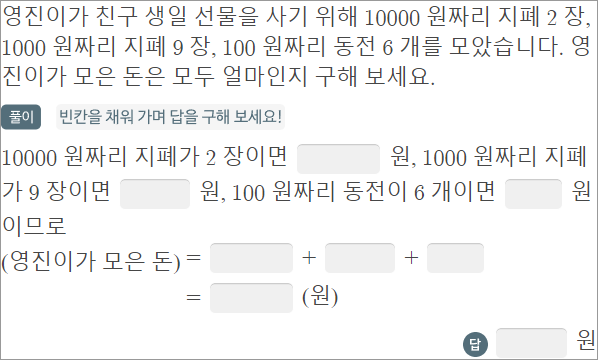 영진이가 친구 생일 선물을 사기 위해 10000 원짜리 지폐 2 장,
1000 원짜리 지폐 9 장, 100 원짜리 동전 6 개를 모았습니다. 영
진이가 모은 돈은 모두 얼마인지 구해 보세요.
풀이 빈칸을 채워 가며 답을 구해 보세요!
10000 원짜리 지폐가 2 장이면 원, 1000 원짜리 지폐
가 9 장이면 원, 100 원짜리 동전이 6 개이면 원
이므로
(영진이가 모은 돈) = + +
= (원)
답 원